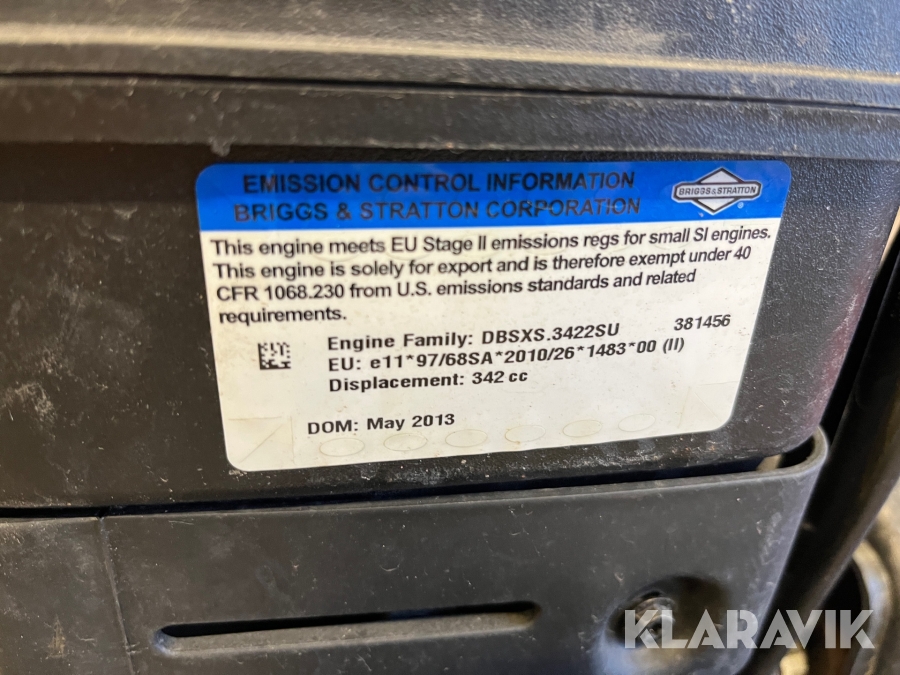 EMISSION CONTROL INFORMATION
BRIGGS & STRATTON CORPORATION
BRIGGS & STRATTON
®
This engine meets EU Stage II emissions regs for small SI engines.
This engine is solely for export and is therefore exempt under 40
CFR 1068.230 from U.S. emissions standards and related
requirements.
Engine Family: DBSXS.3422SU 381456
EU: e11*97/68SA*2010/26*1483*00 (II)
Displacement: 342 cc
DOM: May 2013
KLARAVIK